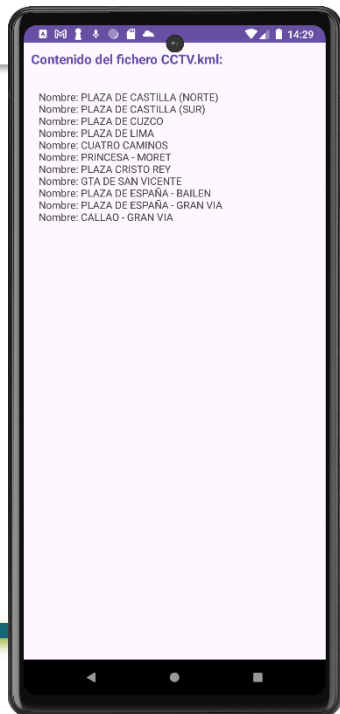 14:29
Contenido del fichero CCTV.kml:
Nombre: PLAZA DE CASTILLA (NORTE)
Nombre: PLAZA DE CASTILLA (SUR)
Nombre: PLAZA DE CUZCO
Nombre: PLAZA DE LIMA
Nombre: CUATRO CAMINOS
Nombre: PRINCESA - MORET
Nombre: PLAZA CRISTO REY
Nombre: GTA DE SAN VICENTE
Nombre: PLAZA DE ESPAÑA - BAILEN
Nombre: PLAZA DE ESPAÑA - GRAN VIA
Nombre: CALLAO - GRAN VIA